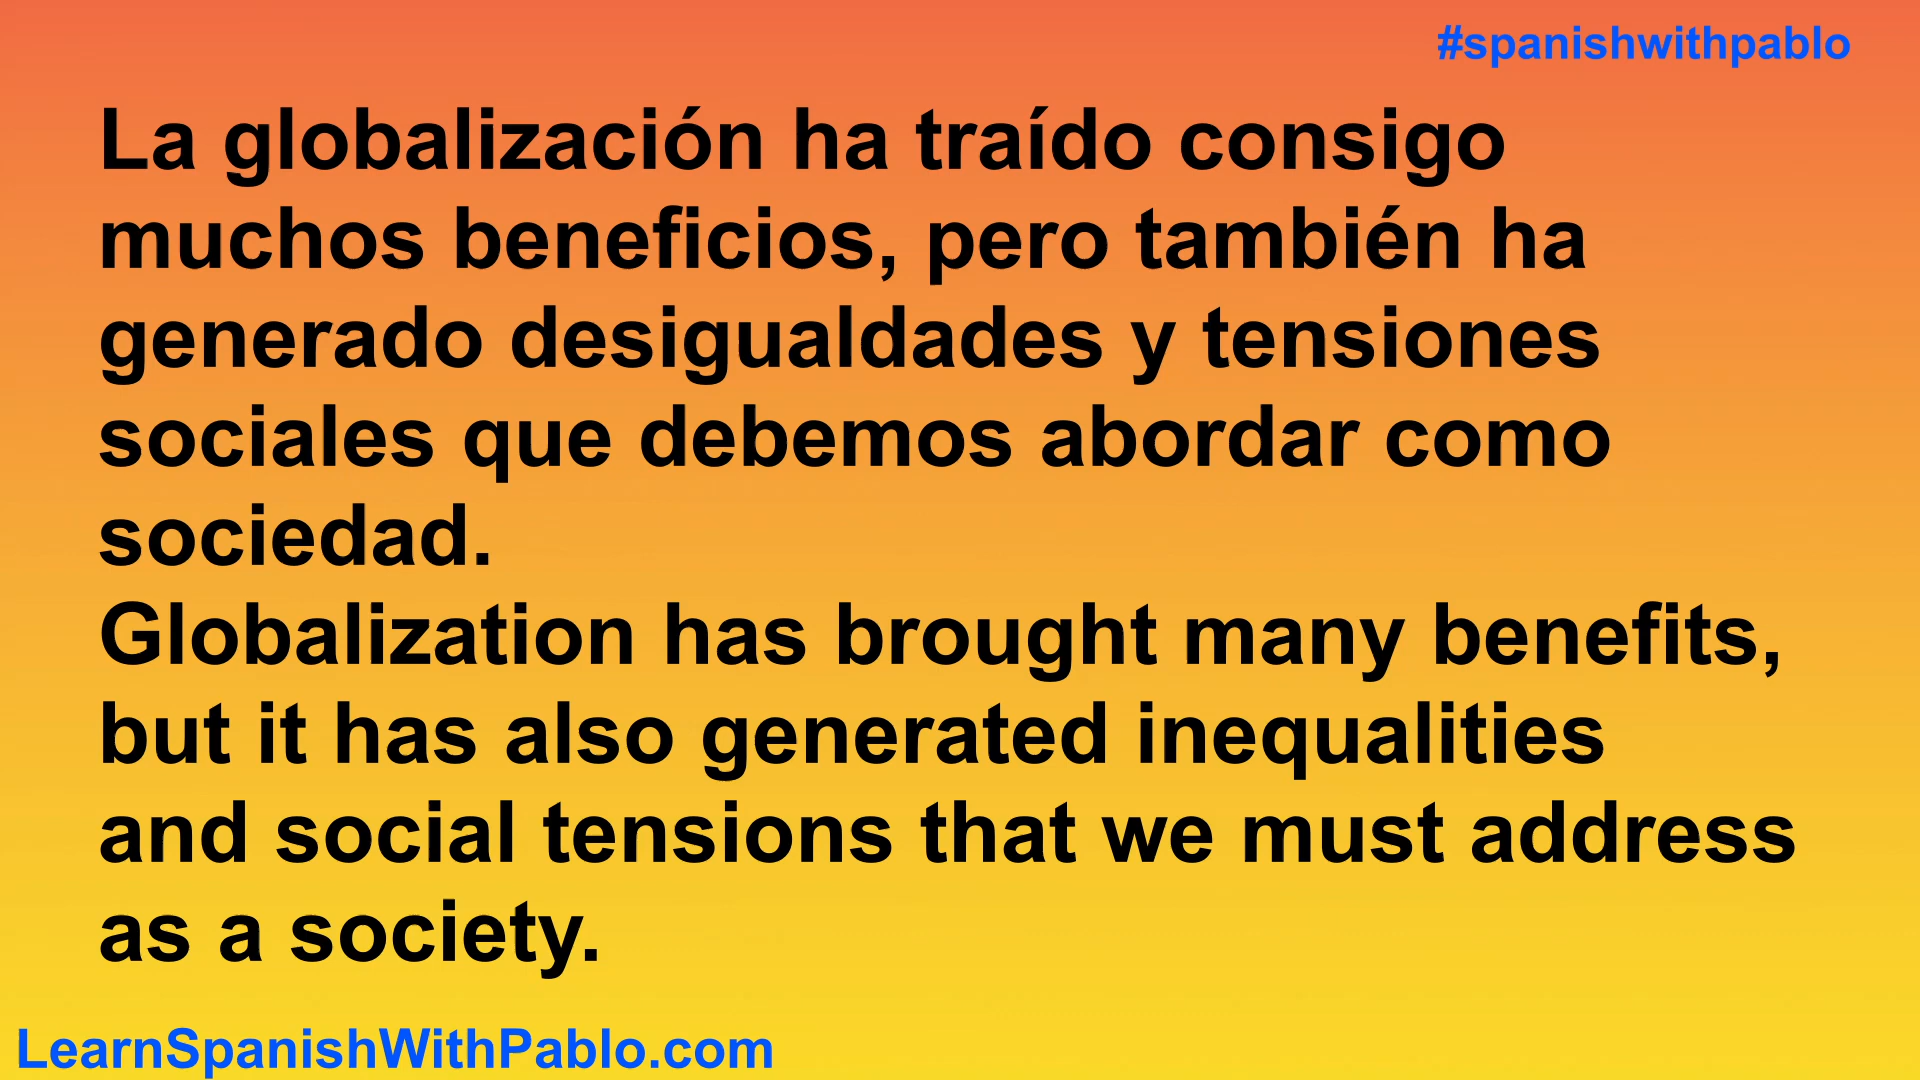 #spanishwithpablo
La globalización ha traído consigo
muchos beneficios, pero también ha
generado desigualdades y tensiones
sociales que debemos abordar como
sociedad.
Globalization has brought many benefits,
but it has also generated inequalities
and social tensions that we must address
as a society.
LearnSpanishWithPablo.com